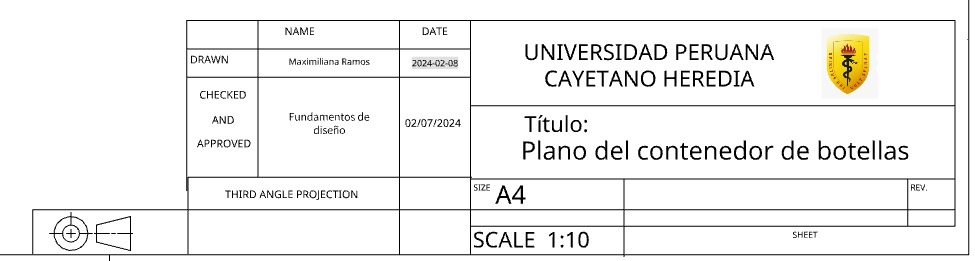 NAME
DATE
DRAWN
Maximiliana Ramos
2024-02-08
CHECKED
AND
APPROVED
Fundamentos de
diseño
02/07/2024
THIRD ANGLE PROJECTION
UNIVERSIDAD PERUANA
CAYETANO HEREDIA
Título:
Plano del contenedor de botellas
SIZE A4
REV.
SCALE 1:10
SHEET